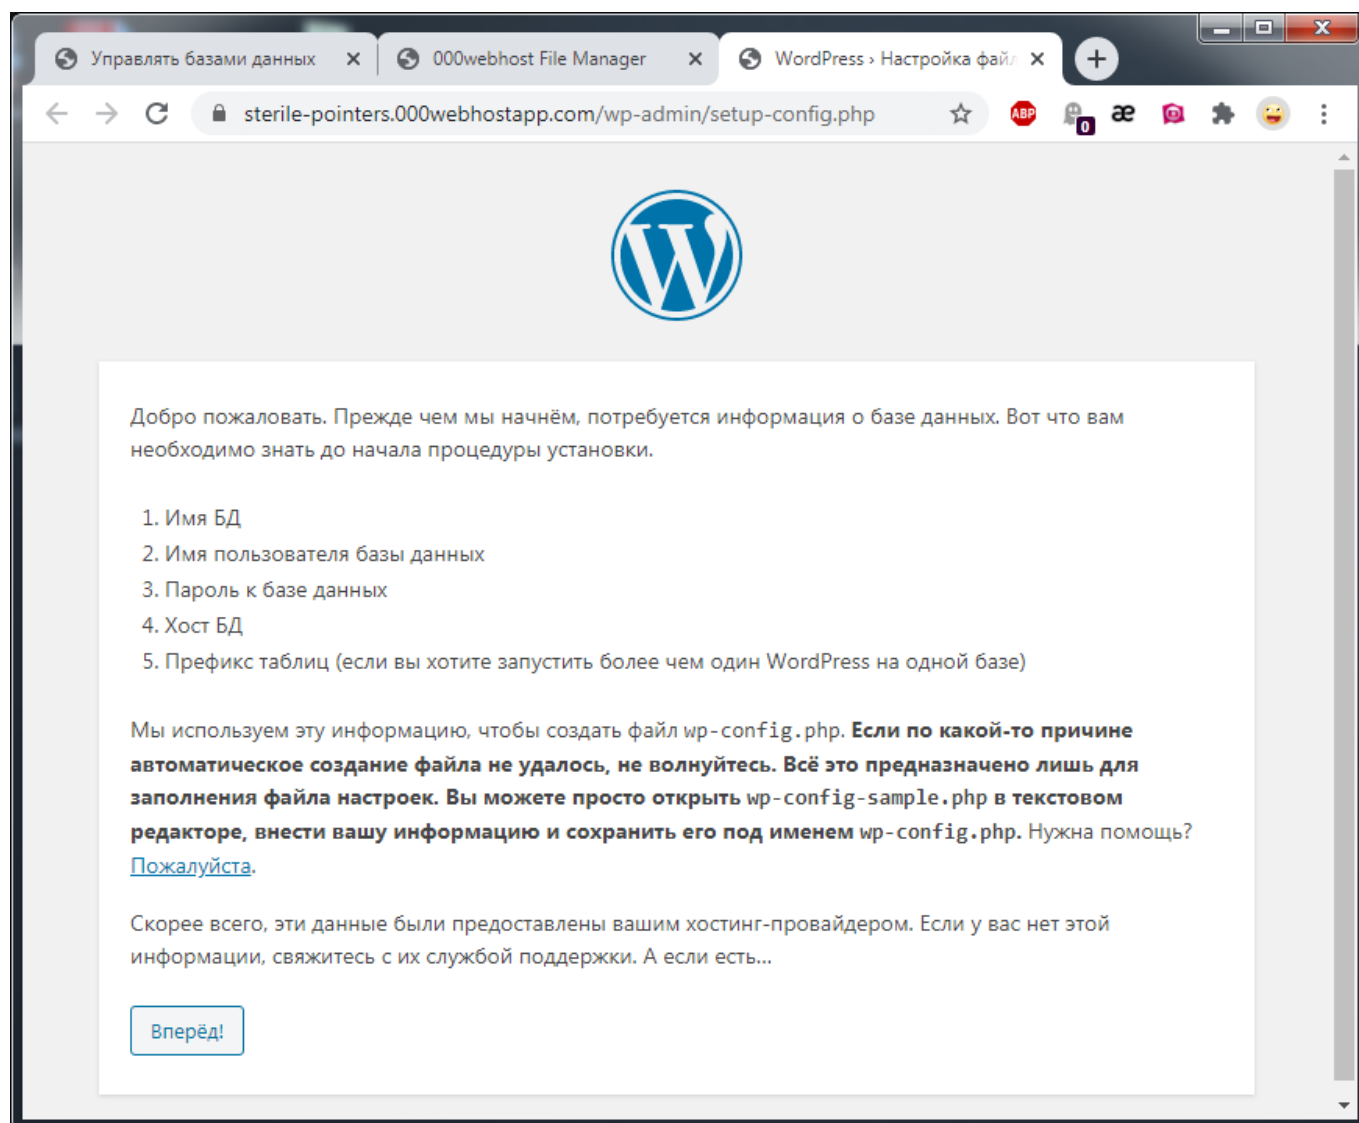 Управлять базами данных
000webhost File Manager
WordPress › Настройка файл
sterile-pointers.000webhostapp.com/wp-admin/setup-config.php
ABP
0
æ
W
Добро пожаловать. Прежде чем мы начнём, потребуется информация о базе данных. Вот что вам
необходимо знать до начала процедуры установки.
1. Имя БД
2. Имя пользователя базы данных
3. Пароль к базе данных
4. Хост БД
5. Префикс таблиц (если вы хотите запустить более чем один WordPress на одной базе)
Мы используем эту информацию, чтобы создать файл wp-config.php. Если по какой-то причине
автоматическое создание файла не удалось, не волнуйтесь. Всё это предназначено лишь для
заполнения файла настроек. Вы можете просто открыть wp-config-sample.php в текстовом
редакторе, внести вашу информацию и сохранить его под именем wp-config.php. Нужна помощь?
Пожалуйста.
Скорее всего, эти данные были предоставлены вашим хостинг-провайдером. Если у вас нет этой
информации, свяжитесь с их службой поддержки. А если есть…
Вперёд!